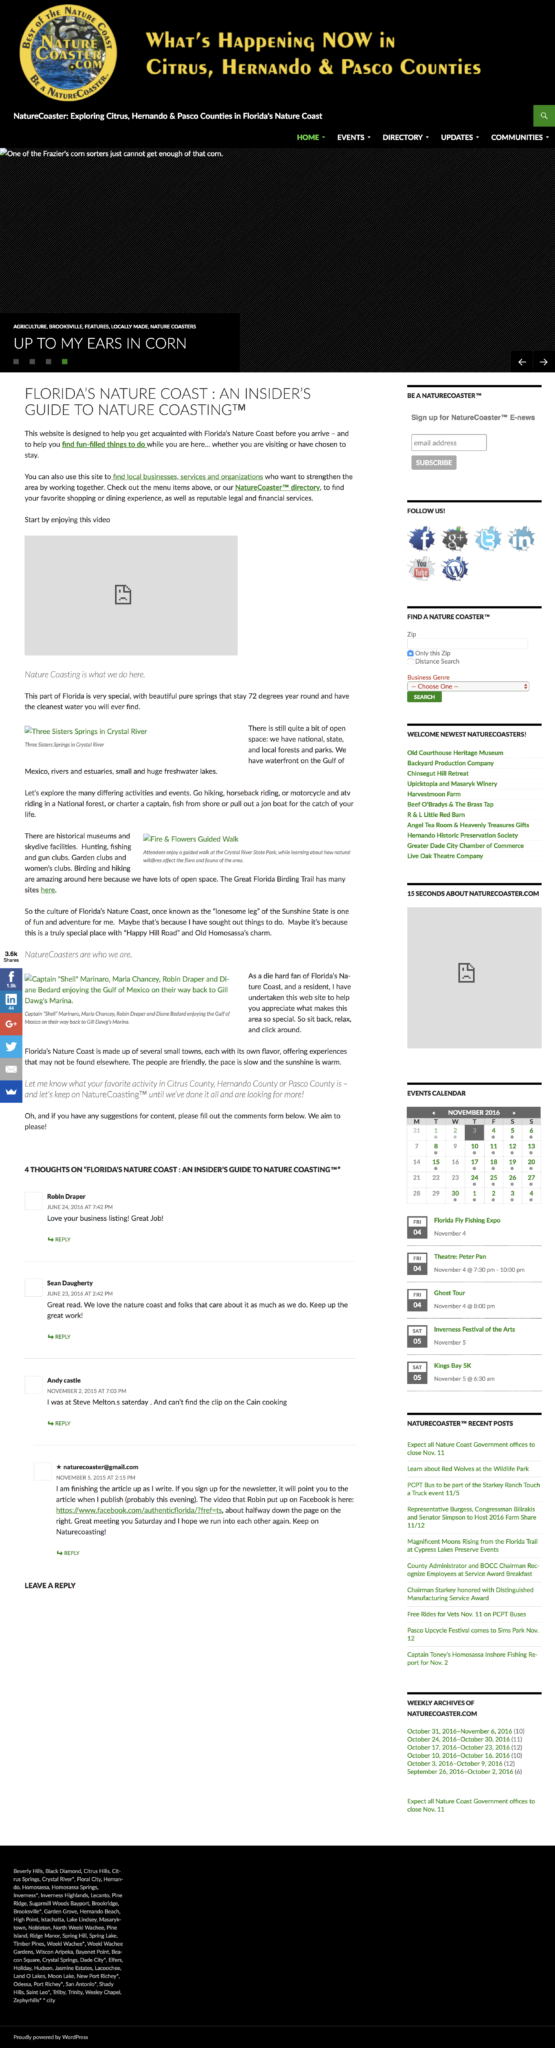 BEST OF THE NATURE COAST
NATURE
COASTER
.COM
BE A NATURECOASTER.
WHAT'S HAPPENING NOW IN
CITRUS, HERNANDO & PASCO COUNTIES
NatureCoaster: Exploring Citrus, Hernando & Pasco Counties in Florida's Nature Coast
HOME EVENTS DIRECTORY UPDATES COMMUNITIES
One of the Frazier's corn sorters just cannot get enough of that corn.
AGRICULTURE, BROOKSVILLE, FEATURES, LOCALLY MADE, NATURE COASTERS
UP TO MY EARS IN CORN
FLORIDA'S NATURE COAST : AN INSIDER'S
GUIDE TO NATURE COASTING™
This website is designed to help you get acquainted with Florida's Nature Coast before you arrive – and
to help you find fun-filled things to do while you are here... whether you are visiting or have chosen to
stay.
You can also use this site to find local businesses, services and organizations who want to strengthen the
area by working together. Check out the menu items above, or our NatureCoaster™ directory, to find
your favorite shopping or dining experience, as well as reputable legal and financial services.
Start by enjoying this video
Nature Coasting is what we do here.
This part of Florida is very special, with beautiful pure springs that stay 72 degrees year round and have
the cleanest water you will ever find.
Three Sisters Springs in Crystal River
Three Sisters Springs in Crystal River
There is still quite a bit of open
space: we have national, state,
and local forests and parks. We
have waterfront on the Gulf of
Mexico, rivers and estuaries, small and huge freshwater lakes.
Let's explore the many differing activities and events. Go hiking, horseback riding, or motorcycle and atv
riding in a National forest, or charter a captain, fish from shore or pull out a jon boat for the catch of your
life.
There are historical museums and
skydive facilities. Hunting, fishing
and gun clubs. Garden clubs and
women's clubs. Birding and hiking
Fire & Flowers Guided Walk
Attendees enjoy a guided walk at the Crystal River State Park, while learning about how natural
wildfires affect the flora and fauna of the area.
are amazing around here because we have lots of open space. The Great Florida Birding Trail has many
sites here.
So the culture of Florida's Nature Coast, once known as the "lonesome leg" of the Sunshine State is one
of fun and adventure for me. Maybe that's because I have sought out things to do. Maybe it's because
this is a truly special place with "Happy Hill Road" and Old Homosassa's charm.
NatureCoasters are who we are.
3.6k
Shares
1.8k
44
Captain "Shell" Marinaro, Marla Chancey, Robin Draper and Di-
ane Bedard enjoying the Gulf of Mexico on their way back to Gill
Dawg's Marina.
Captain "Shell" Marinaro, Marla Chancey, Robin Draper and Diane Bedard enjoying the Gulf of
Mexico on their way back to Gill Dawg's Marina.
As a die hard fan of Florida's Na-
ture Coast, and a resident, I have
undertaken this web site to help
you appreciate what makes this
area so special. So sit back, relax,
and click around.
Florida's Nature Coast is made up of several small towns, each with its own flavor, offering experiences
that may not be found elsewhere. The people are friendly, the pace is slow and the sunshine is warm.
Let me know what your favorite activity in Citrus County, Hernando County or Pasco County is –
and let's keep on NatureCoasting™ until we've done it all and are looking for more!
Oh, and if you have any suggestions for content, please fill out the comments form below. We aim to
please!
4 THOUGHTS ON "FLORIDA'S NATURE COAST : AN INSIDER'S GUIDE TO NATURE COASTING™"
Robin Draper
JUNE 24, 2016 AT 7:42 PM
Love your business listing! Great Job!
REPLY
Sean Daugherty
JUNE 23, 2016 AT 2:42 PM
Great read. We love the nature coast and folks that care about it as much as we do. Keep up the
great work!
REPLY
Andy castle
NOVEMBER 2, 2015 AT 7:03 PM
I was at Steve Melton.s saterday . And can't find the clip on the Cain cooking
REPLY
★ naturecoaster@gmail.com
NOVEMBER 5, 2015 AT 2:15 PM
I am finishing the article up as I write. If you sign up for the newsletter, it will point you to the
article when I publish (probably this evening). The video that Robin put up on Facebook is here:
https://www.facebook.com/authenticflorida/?fref=ts, about halfway down the page on the
right. Great meeting you Saturday and I hope we run into each other again. Keep on
Naturecoasting!
REPLY
LEAVE A REPLY
BE A NATURECOASTER™
Sign up for NatureCoaster™ E-news
email address
SUBSCRIBE
FOLLOW US!
You
Tube
FIND A NATURE COASTER™
Zip
Only this Zip
Distance Search
Business Genre
-- Choose One --
SEARCH
WELCOME NEWEST NATURECOASTERS!
Old Courthouse Heritage Museum
Backyard Production Company
Chinsegut Hill Retreat
Upicktopia and Masaryk Winery
Harvestmoon Farm
Beef O'Bradys & The Brass Tap
R & L Little Red Barn
Angel Tea Room & Heavenly Treasures Gifts
Hernando Historic Preservation Society
Greater Dade City Chamber of Commerce
Live Oak Theatre Company
15 SECONDS ABOUT NATURECOASTER.COM
EVENTS CALENDAR
« NOVEMBER 2016 »
M T W T F S S
31 1 2 3 4 5 6
7 8 9 10 11 12 13
14 15 16 17 18 19 20
21 22 23 24 25 26 27
28 29 30 1 2 3 4
FRI
04
Florida Fly Fishing Expo
November 4
FRI
04
Theatre: Peter Pan
November 4 @ 7:30 pm - 10:00 pm
FRI
04
Ghost Tour
November 4 @ 8:00 pm
SAT
05
Inverness Festival of the Arts
November 5
SAT
05
Kings Bay 5K
November 5 @ 6:30 am
NATURECOASTER™ RECENT POSTS
Expect all Nature Coast Government offices to
close Nov. 11
Learn about Red Wolves at the Wildlife Park
PCPT Bus to be part of the Starkey Ranch Touch
a Truck event 11/5
Representative Burgess, Congressman Bilirakis
and Senator Simpson to Host 2016 Farm Share
11/12
Magnificent Moons Rising from the Florida Trail
at Cypress Lakes Preserve Events
County Administrator and BOCC Chairman Rec-
ognize Employees at Service Award Breakfast
Chairman Starkey honored with Distinguished
Manufacturing Service Award
Free Rides for Vets Nov. 11 on PCPT Buses
Pasco Upcycle Festival comes to Sims Park Nov.
12
Captain Toney's Homosassa Inshore Fishing Re-
port for Nov. 2
WEEKLY ARCHIVES OF
NATURECOASTER.COM
October 31, 2016–November 6, 2016 (10)
October 24, 2016–October 30, 2016 (11)
October 17, 2016–October 23, 2016 (12)
October 10, 2016–October 16, 2016 (10)
October 3, 2016–October 9, 2016 (12)
September 26, 2016–October 2, 2016 (6)
Expect all Nature Coast Government offices to
close Nov. 11
Beverly Hills, Black Diamond, Citrus Hills, Cit-
rus Springs, Crystal River*, Floral City, Hernan-
do, Homosassa, Homosassa Springs,
Inverness*, Inverness Highlands, Lecanto, Pine
Ridge, Sugarmill Woods Bayport, Brookridge,
Brooksville*, Garden Grove, Hernando Beach,
High Point, Istachatta, Lake Lindsey, Masaryk-
town, Nobleton, North Weeki Wachee, Pine
Island, Ridge Manor, Spring Hill, Spring Lake,
Timber Pines, Weeki Wachee*, Weeki Wachee
Gardens, Wiscon Aripeka, Bayonet Point, Bea-
con Square, Crystal Springs, Dade City*, Elfers,
Holiday, Hudson, Jasmine Estates, Lacoochee,
Land O Lakes, Moon Lake, New Port Richey*,
Odessa, Port Richey*, San Antonio*, Shady
Hills, Saint Leo*, Trilby, Trinity, Wesley Chapel,
Zephyrhills* * city
Proudly powered by WordPress